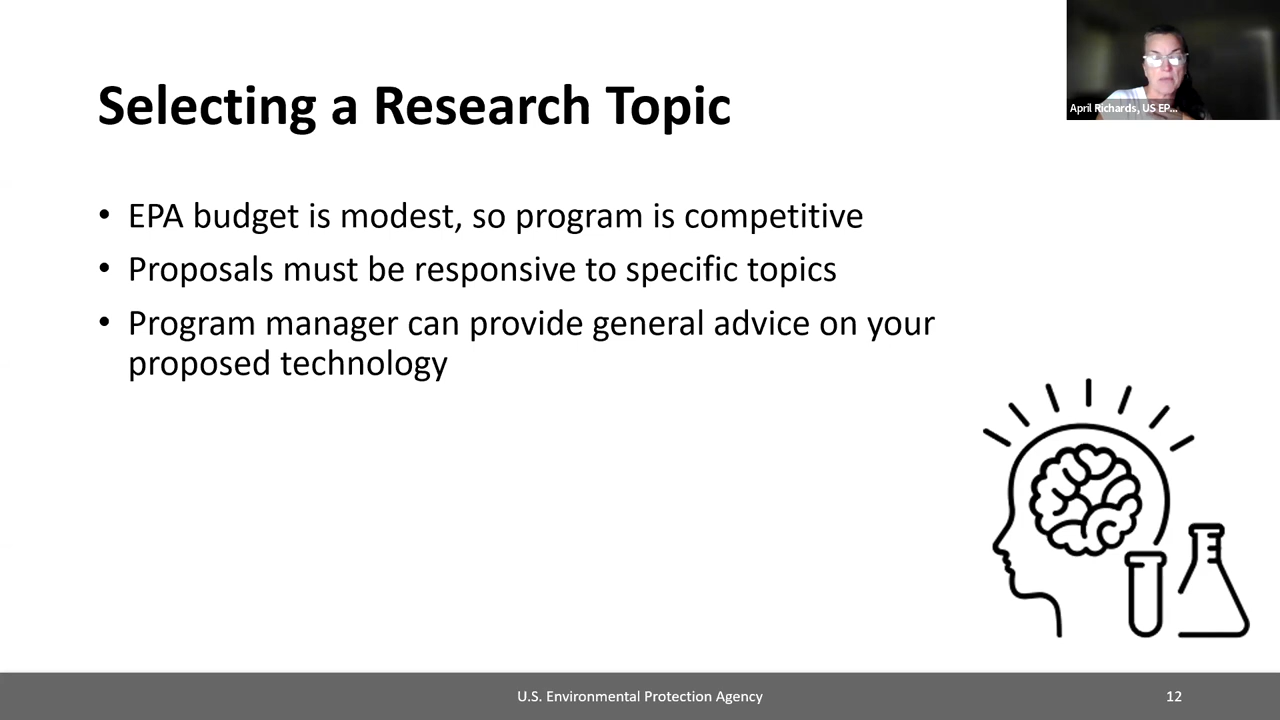 Selecting a Research Topic
April Richards, US EP...
• EPA budget is modest, so program is competitive
• Proposals must be responsive to specific topics
• Program manager can provide general advice on your
proposed technology
U.S. Environmental Protection Agency
12